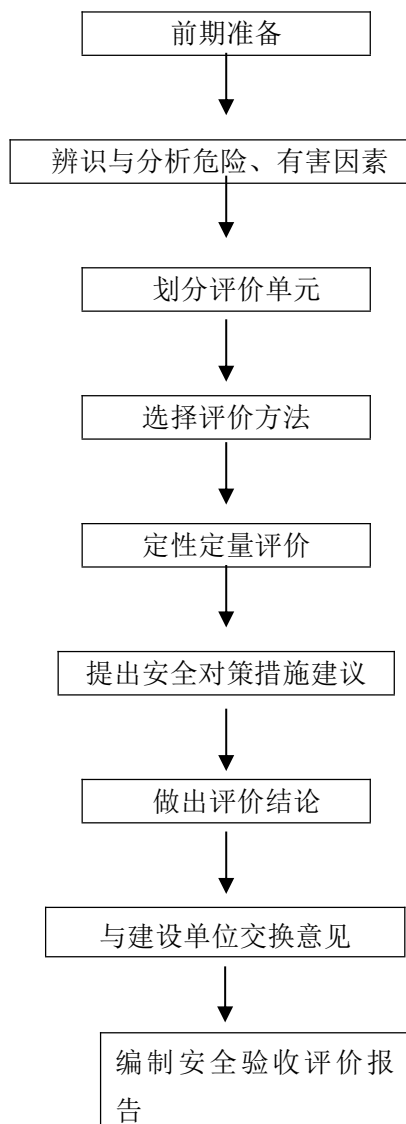 前期准备
辨识与分析危险、有害因素
划分评价单元
选择评价方法
定性定量评价
提出安全对策措施建议
做出评价结论
与建设单位交换意见
编制安全验收评价报
告